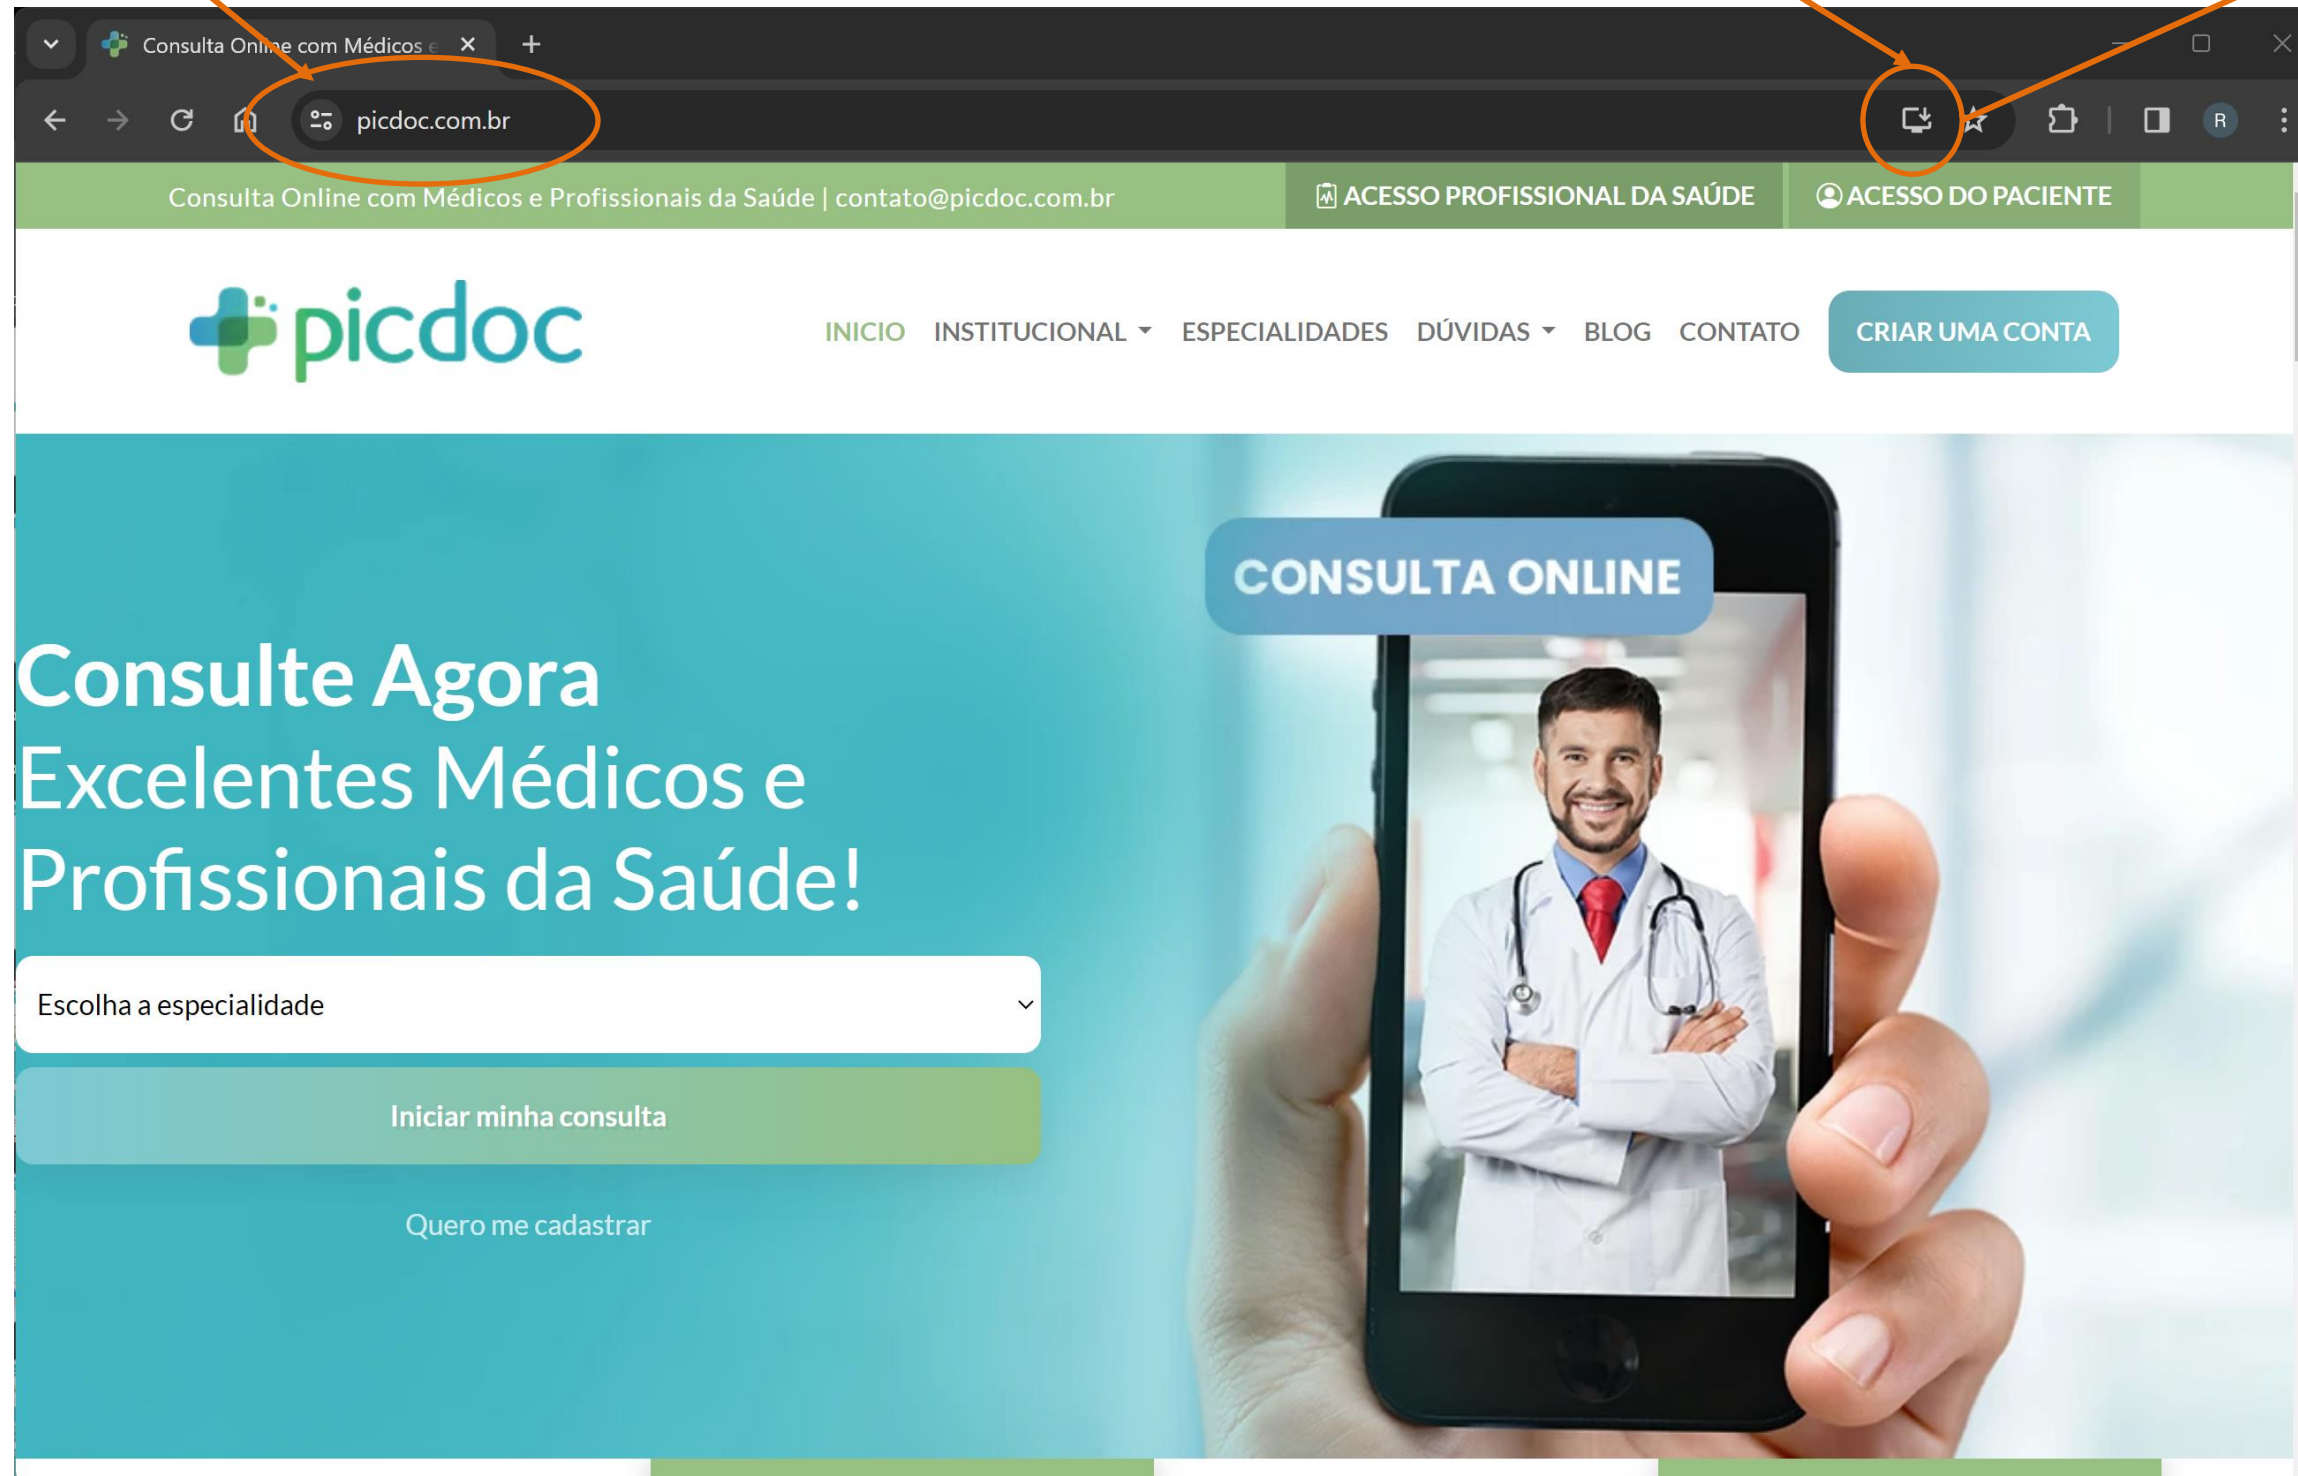 Consulta Online com Médicos e
picdoc.com.br
R
Consulta Online com Médicos e Profissionais da Saúde | contato@picdoc.com.br
ACESSO PROFISSIONAL DA SAÚDE
ACESSO DO PACIENTE
picdoc
INICIO
INSTITUCIONAL
ESPECIALIDADES
DÚVIDAS
BLOG
CONTATO
CRIAR UMA CONTA
CONSULTA ONLINE
Consulte Agora
Excelentes Médicos e
Profissionais da Saúde!
Escolha a especialidade
Iniciar minha consulta
Quero me cadastrar